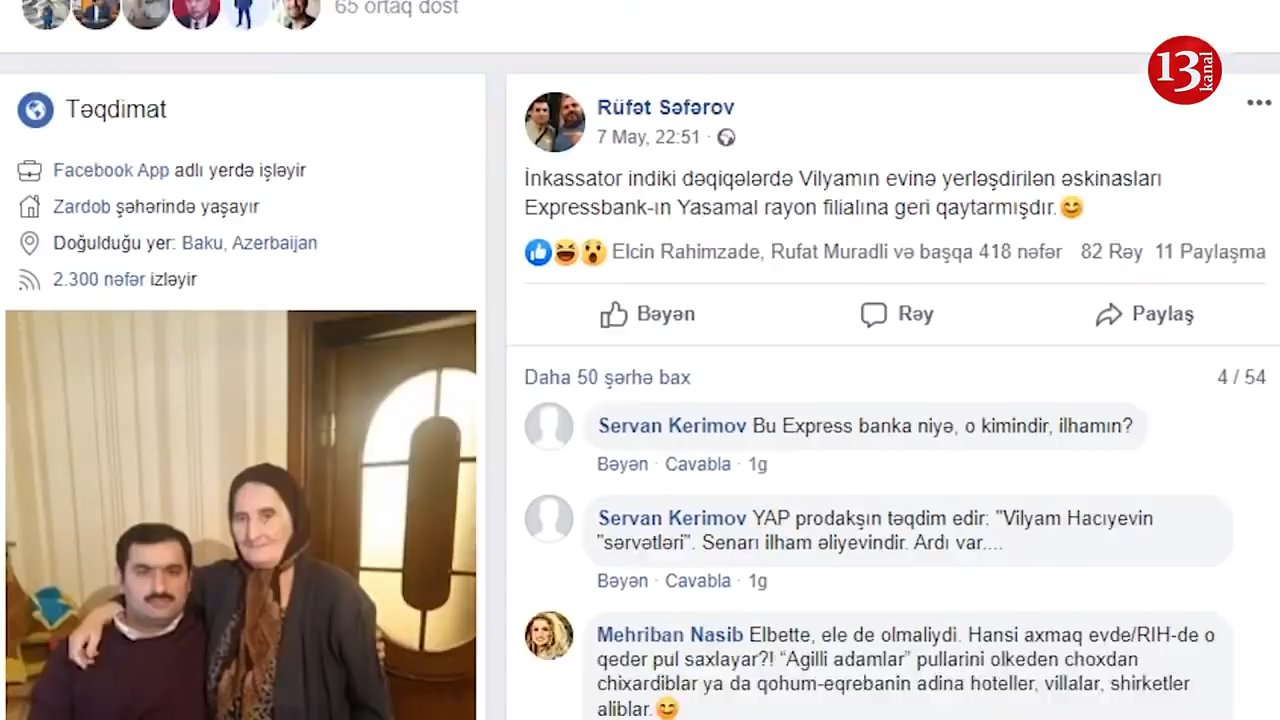 65 ortaq dost
13 kanal
Təqdimat
Facebook App adlı yerdə işləyir
Zardob şəhərində yaşayır
Doğulduğu yer: Baku, Azerbaijan
2.300 nəfər izləyir
Rüfət Səfərov
7 May, 22:51 ·
İnkassator indiki dəqiqələrdə Vilyamın evinə yerləşdirilən əskinasları
Expressbank-ın Yasamal rayon filialına geri qaytarmışdır.😊
Elcin Rahimzade, Rufat Muradli və başqa 418 nəfər 82 Rəy 11 Paylaşma
Bəyən Rəy Paylaş
Daha 50 şərhə bax 4 / 54
Servan Kerimov Bu Express banka niyə, o kimindir, ilhamın?
Bəyən · Cavabla · 1g
Servan Kerimov YAP prodakşın təqdim edir; "Vilyam Hacıyevin
"sərvətləri”. Senarı ilham əliyevindir. Ardı var....
Bəyən · Cavabla · 1g
Mehriban Nasib Elbette, ele de olmaliydi. Hansi axmaq evde/RIH-de o
qeder pul saxlayar?! “Agilli adamlar” pullarini olkeden choxdan
chixardiblar ya da qohum-eqrebanin adina hoteller, villalar, shirketler
aliblar.😊